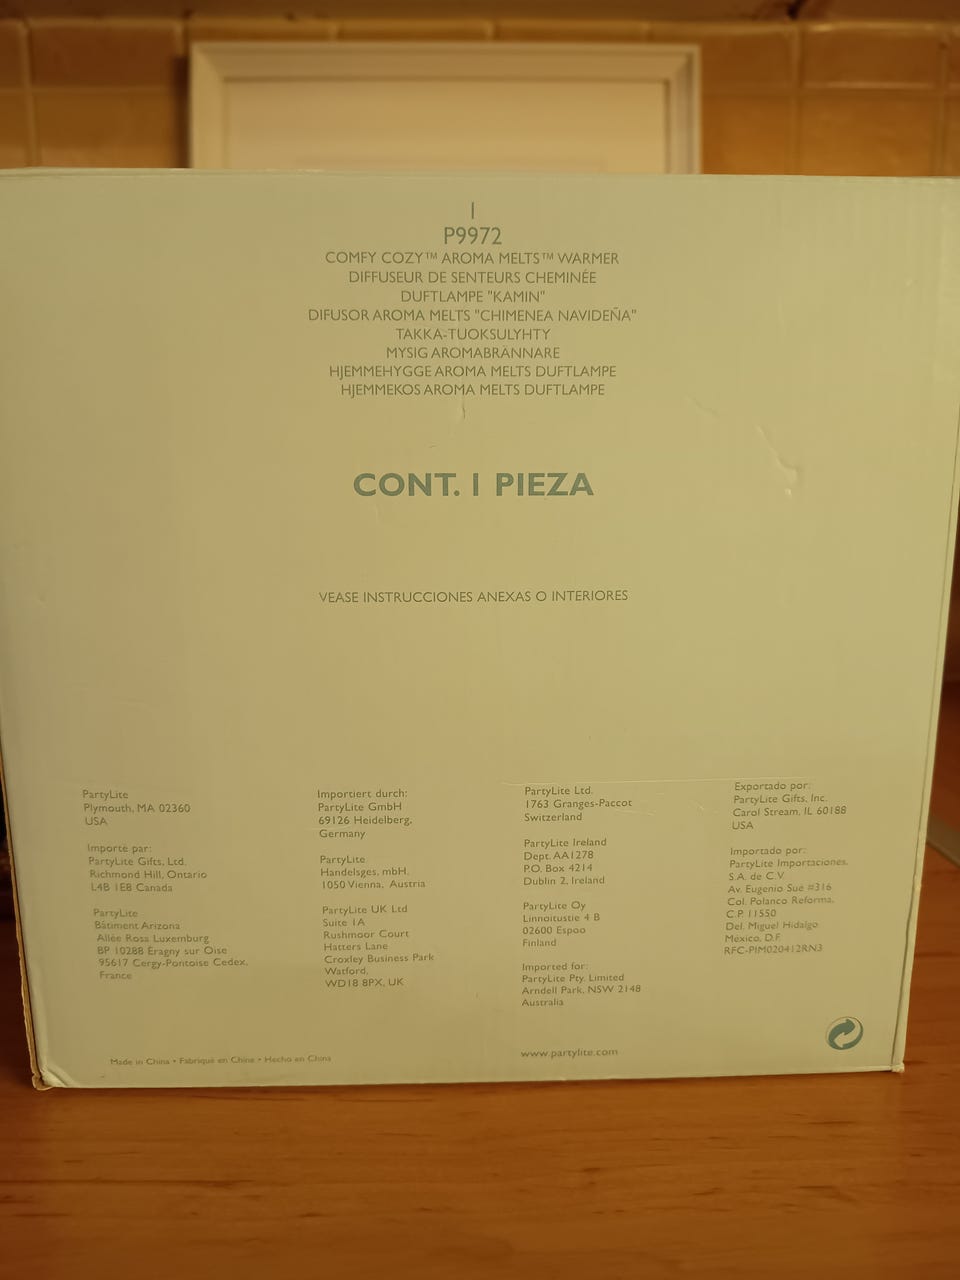 1
P9972
COMFY COZY™ AROMA MELTS™ WARMER
DIFFUSEUR DE SENTEURS CHEMINÉE
DUFTLAMPE "KAMIN"
DIFUSOR AROMA MELTS "CHIMENEA NAVIDEÑA"
TAKKA-TUOKSULYHTY
MYSIG AROMABRÄNNARE
HJEMMEHYGGE AROMA MELTS DUFTLAMPE
HJEMMEKOS AROMA MELTS DUFTLAMPE
CONT. 1 PIEZA
VEASE INSTRUCCIONES ANEXAS O INTERIORES
PartyLite
Plymouth, MA 02360
USA
Importé par:
PartyLite Gifts, Ltd.
Richmond Hill, Ontario
L4B 1E8 Canada
PartyLite
Bâtiment Arizona
Allée Rosa Luxemburg
BP 10288 Éragny sur Oise
95617 Cergy-Pontoise Cedex,
France
Importiert durch:
PartyLite GmbH
69126 Heidelberg,
Germany
PartyLite
Handelsges. mbH.
1050 Vienna, Austria
PartyLite UK Ltd
Suite 1A
Rushmoor Court
Hatters Lane
Croxley Business Park
Watford,
WD18 8PX, UK
PartyLite Ltd.
1763 Granges-Paccot
Switzerland
PartyLite Ireland
Dept. AA1278
P.O. Box 4214
Dublin 2, Ireland
PartyLite Oy
Linnoitustie 4 B
02600 Espoo
Finland
Imported for:
PartyLite Pty. Limited
Arndell Park, NSW 2148
Australia
Exportado por:
PartyLite Gifts, Inc.
Carol Stream, IL 60188
USA
Importado por:
PartyLite Importaciones,
S.A. de C.V.
Av. Eugenio Sue #316
Col. Polanco Reforma,
C.P. 11550
Del. Miguel Hidalgo
México, D.F.
RFC-PIM020412RN3
Made in China • Fabriqué en Chine • Hecho en China
www.partylite.com